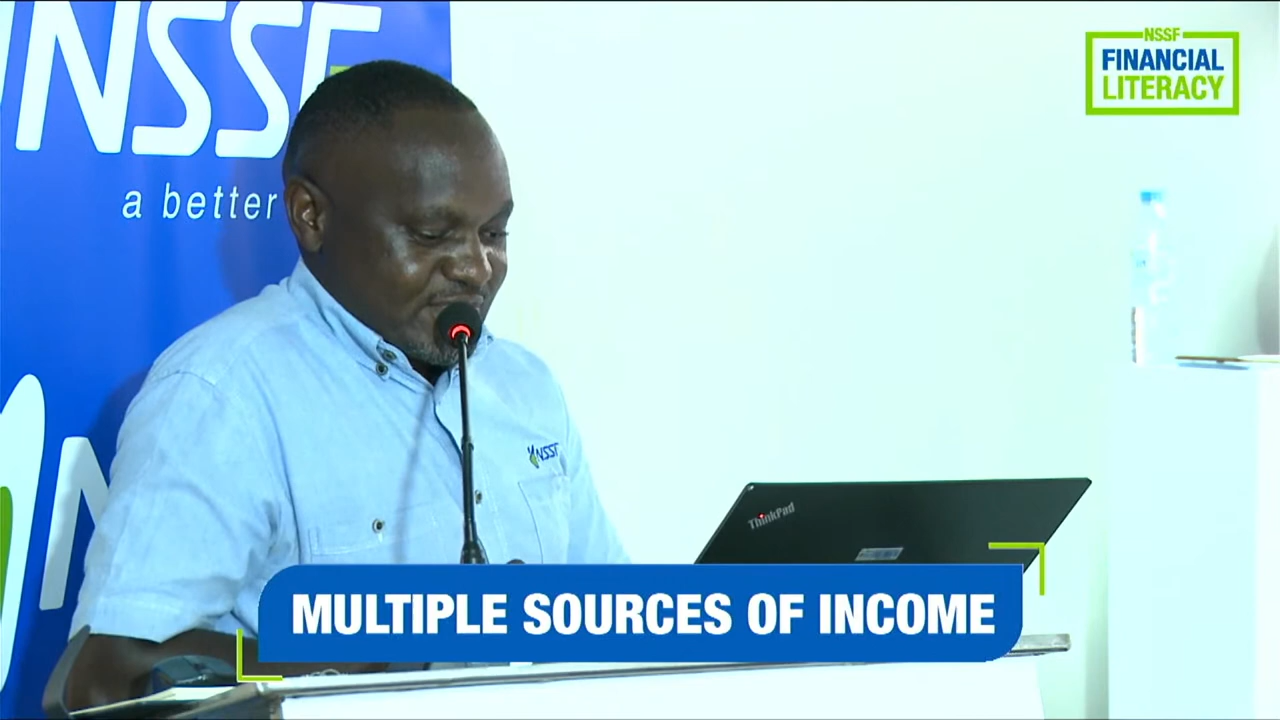 NSSF
a better
NSSF
FINANCIAL
LITERACY
NSSF
ThinkPad
MULTIPLE SOURCES OF INCOME